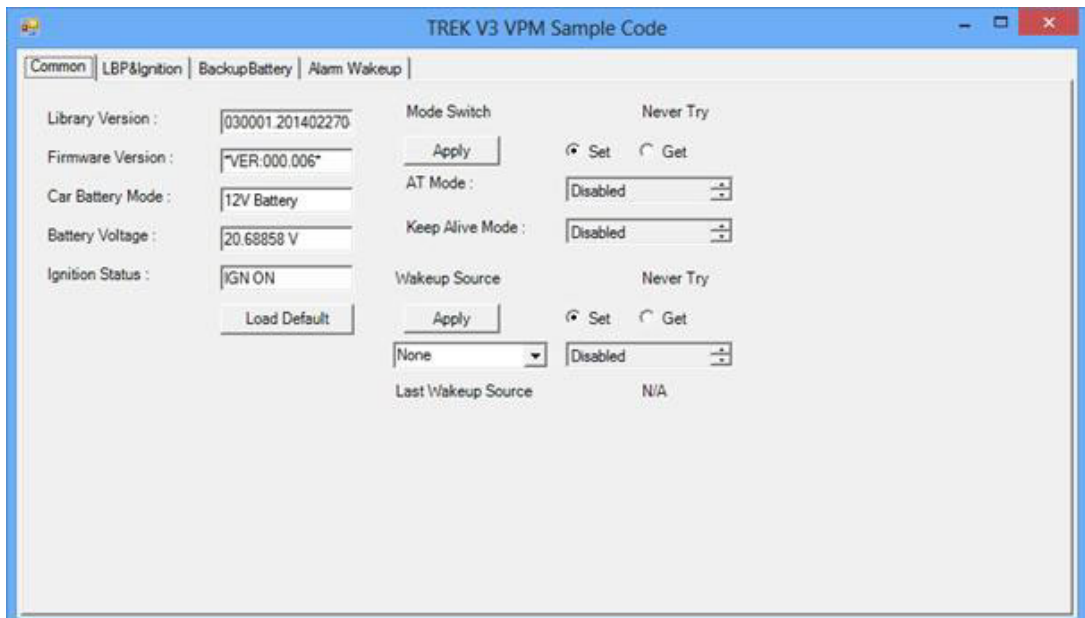 TREK V3 VPM Sample Code
Common LBP&Ignition BackupBattery Alarm Wakeup
Library Version : 030001.201402270
Firmware Version : "VER:000.006"
Car Battery Mode : 12V Battery
Battery Voltage : 20.68858 V
Ignition Status : IGN ON
Load Default
Mode Switch Never Try
Apply Set Get
AT Mode : Disabled
Keep Alive Mode : Disabled
Wakeup Source Never Try
Apply Set Get
None Disabled
Last Wakeup Source N/A